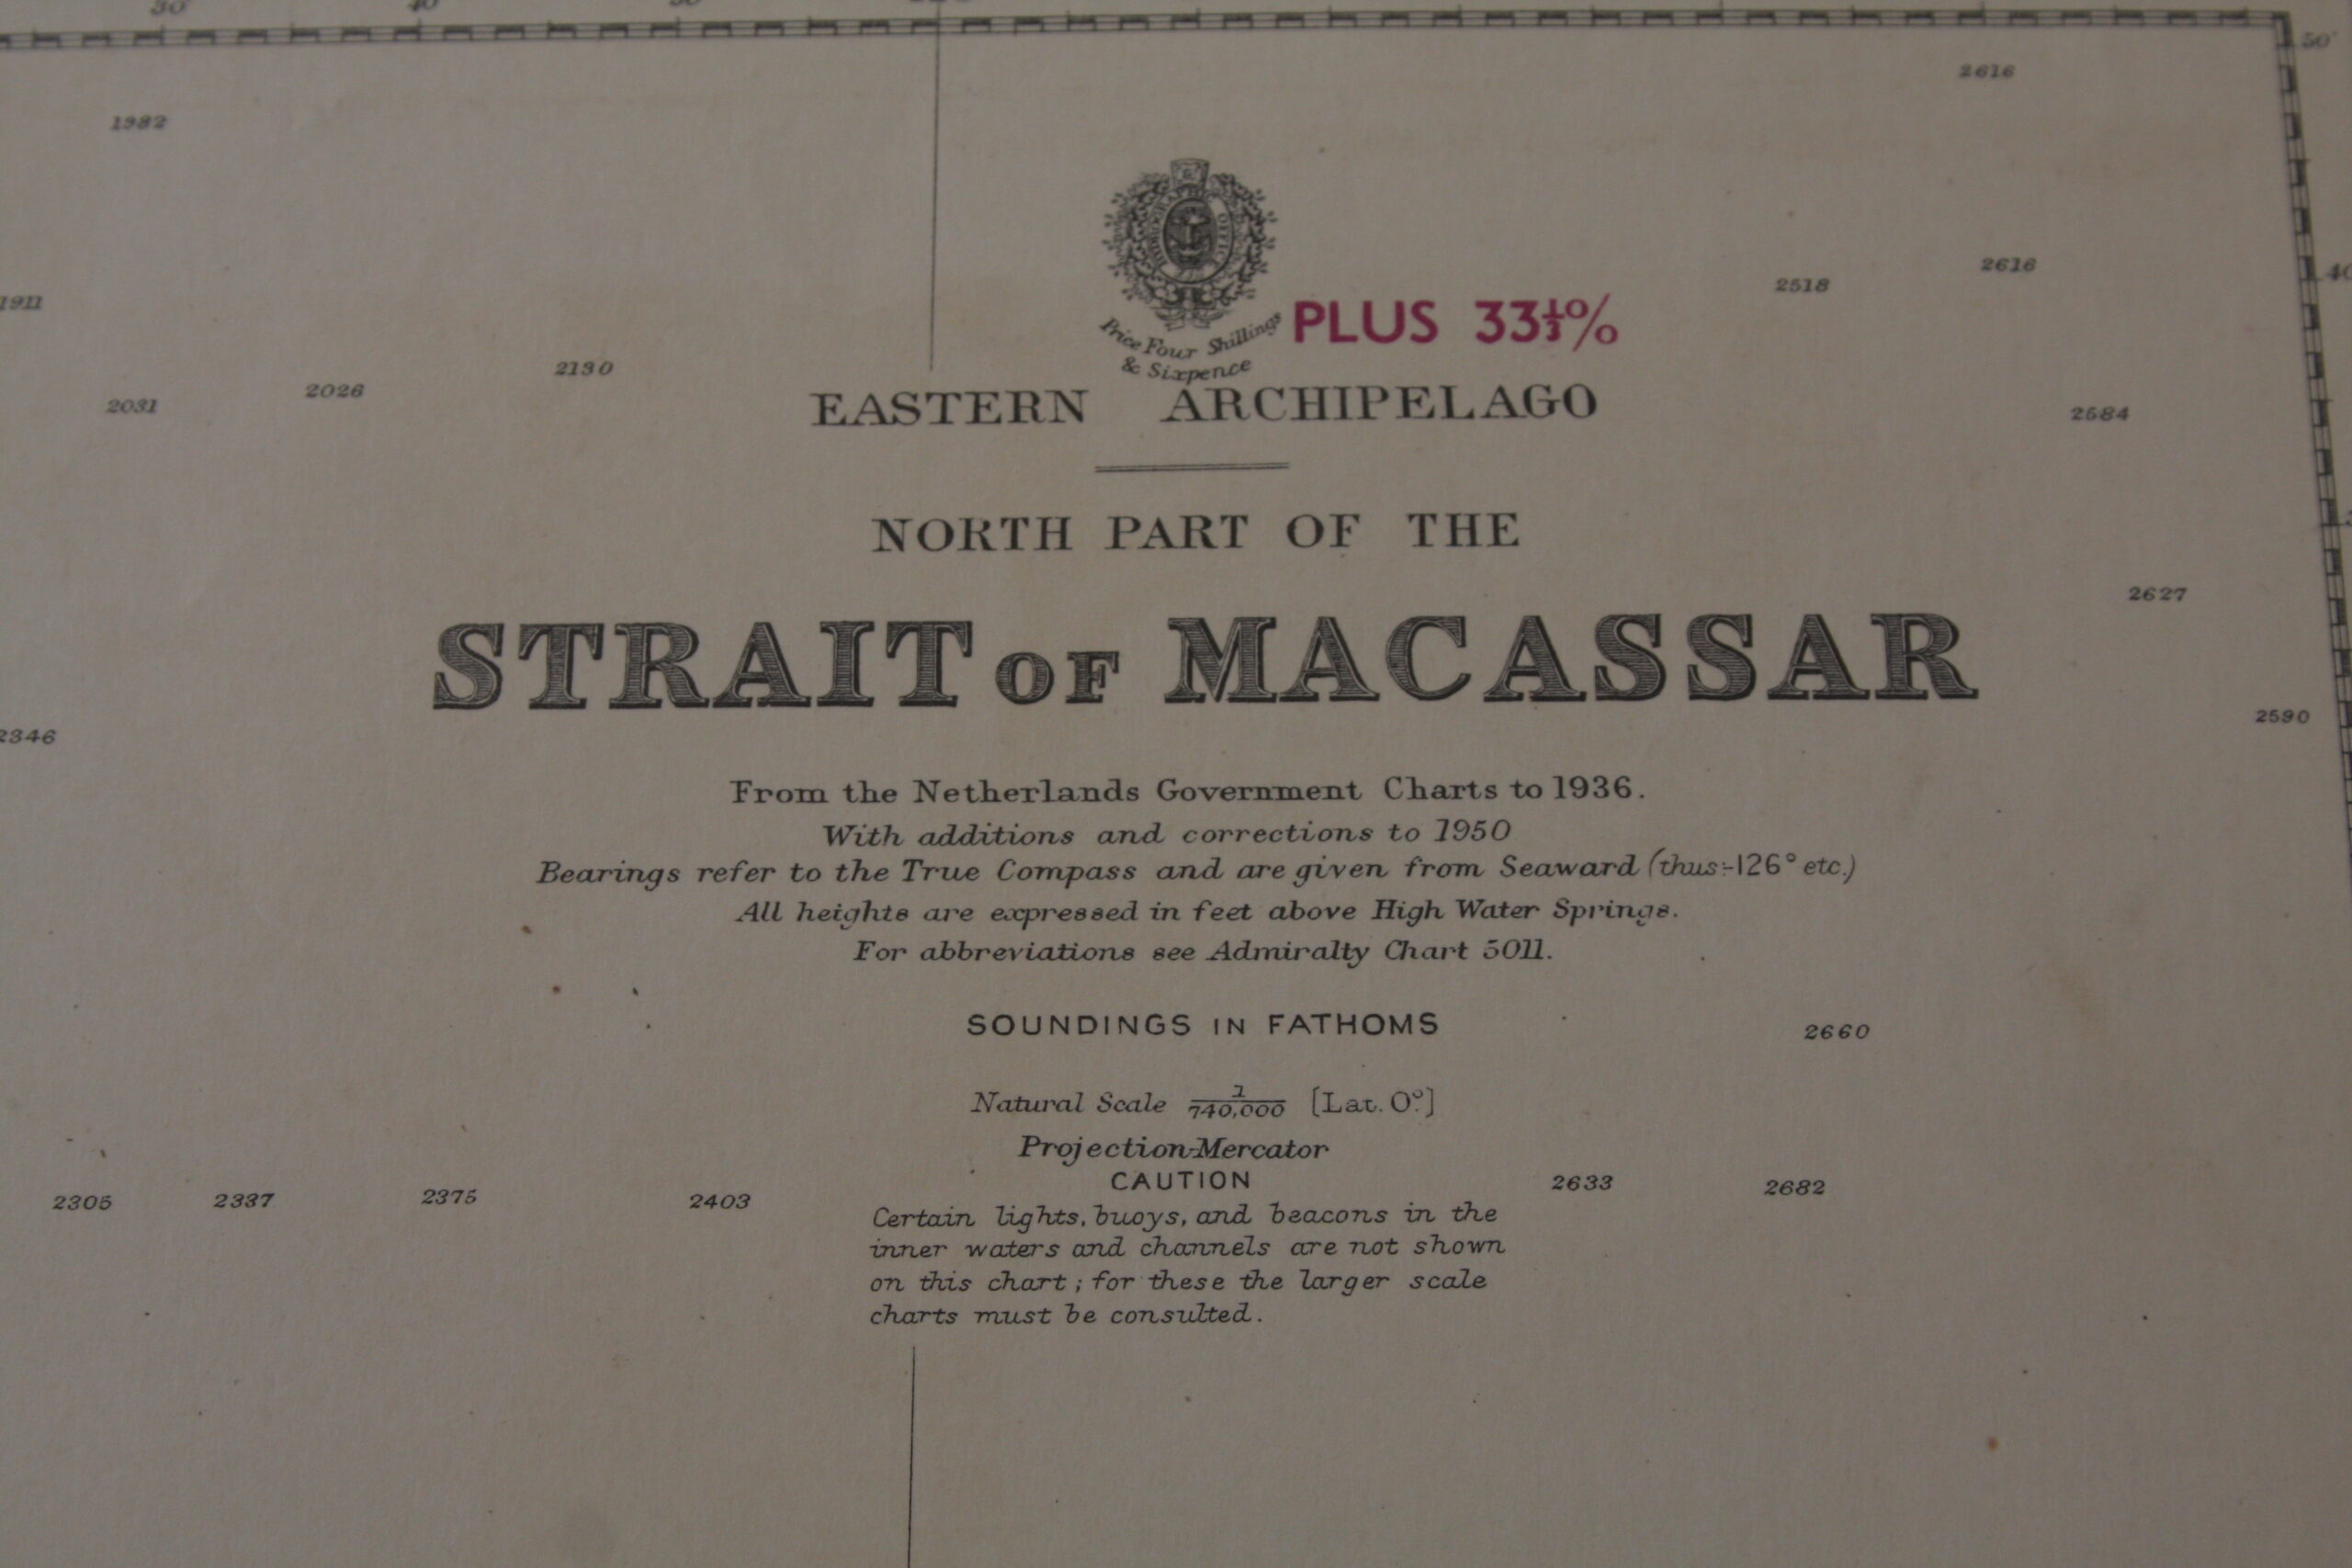 30'
40'
50'
2616
1982
HYDROGRAPHIC OFFICE
2616
2518
1911
Price Four Shillings
& Sixpence
PLUS 33⅓%
2130
2026
2031
EASTERN ARCHIPELAGO
2684
NORTH PART OF THE
2627
STRAIT OF MACASSAR
2590
2346
From the Netherlands Government Charts to 1936.
With additions and corrections to 1950
Bearings refer to the True Compass and are given from Seaward (thus:-126° etc.)
All heights are expressed in feet above High Water Springs.
For abbreviations see Admiralty Chart 5011.
SOUNDINGS IN FATHOMS
2660
Natural Scale 1/740,000 [Lat. 0°]
Projection-Mercator
CAUTION
2305 2337 2375 2403 2633 2682
Certain lights, buoys, and beacons in the
inner waters and channels are not shown
on this chart; for these the larger scale
charts must be consulted.